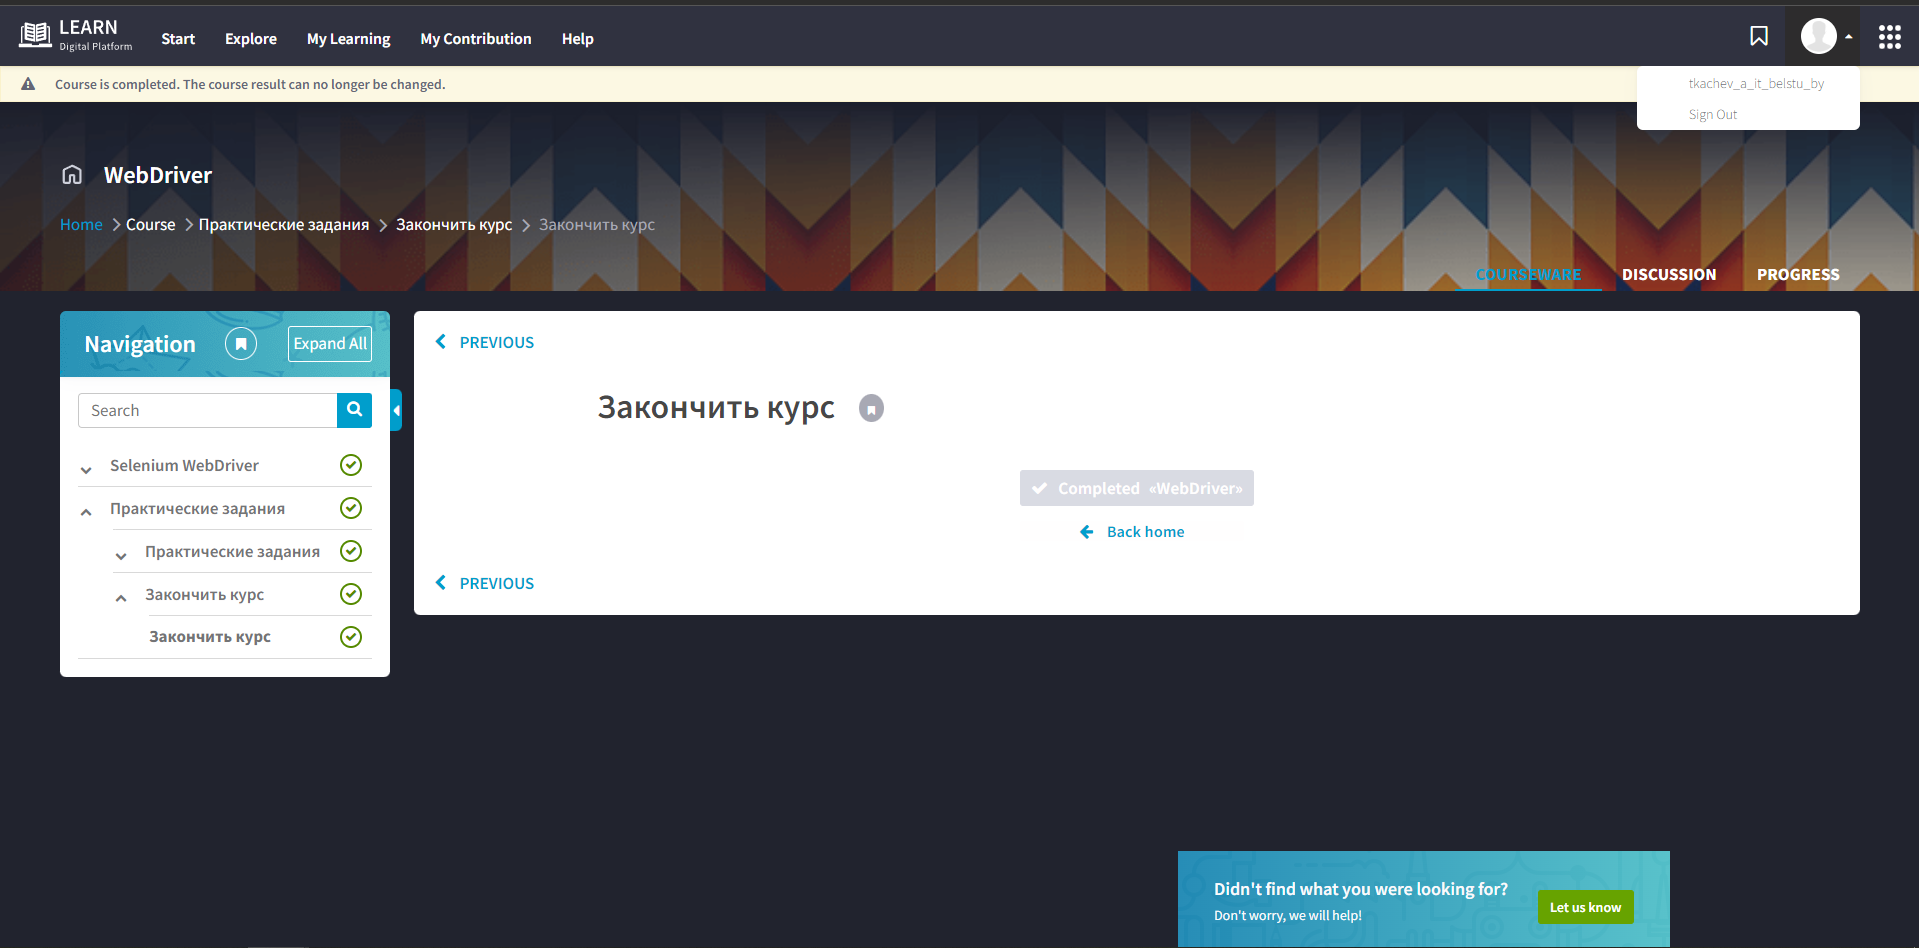 LEARN
Digital Platform
Start
Explore
My Learning
My Contribution
Help
Course is completed. The course result can no longer be changed.
tkachev_a_it_belstu_by
Sign Out
WebDriver
Home
Course
Практические задания
Закончить курс
Закончить курс
COURSEWARE
DISCUSSION
PROGRESS
Navigation
Expand All
Search
Selenium WebDriver
Практические задания
Практические задания
Закончить курс
Закончить курс
PREVIOUS
Закончить курс
Completed «WebDriver»
Back home
PREVIOUS
Didn't find what you were looking for?
Don't worry, we will help!
Let us know